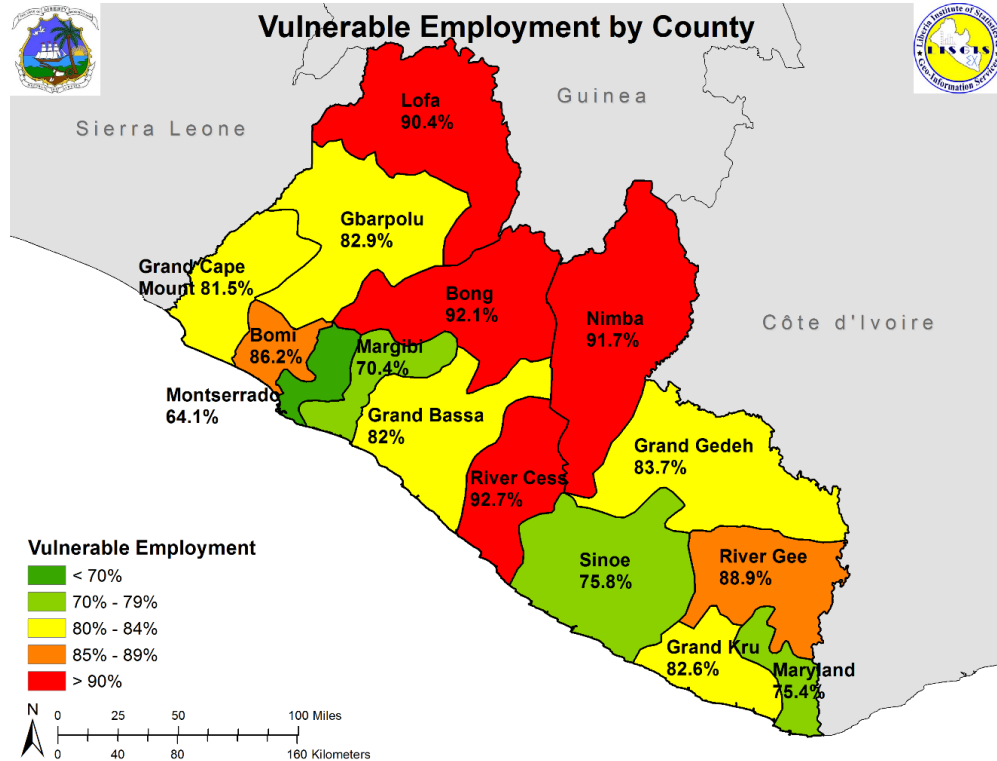 Vulnerable Employment by County
Guinea
Sierra Leone
Côte d'Ivoire
Lofa
90.4%
Gbarpolu
82.9%
Grand Cape
Mount 81.5%
Bong
92.1%
Nimba
91.7%
Bomi
86.2%
Margibi
70.4%
Montserrado
64.1%
Grand Bassa
82%
Grand Gedeh
83.7%
River Cess
92.7%
Sinoe
75.8%
River Gee
88.9%
Grand Kru
82.6%
Maryland
75.4%
Vulnerable Employment
< 70%
70% - 79%
80% - 84%
85% - 89%
> 90%
N
0 25 50 100 Miles
0 40 80 160 Kilometers